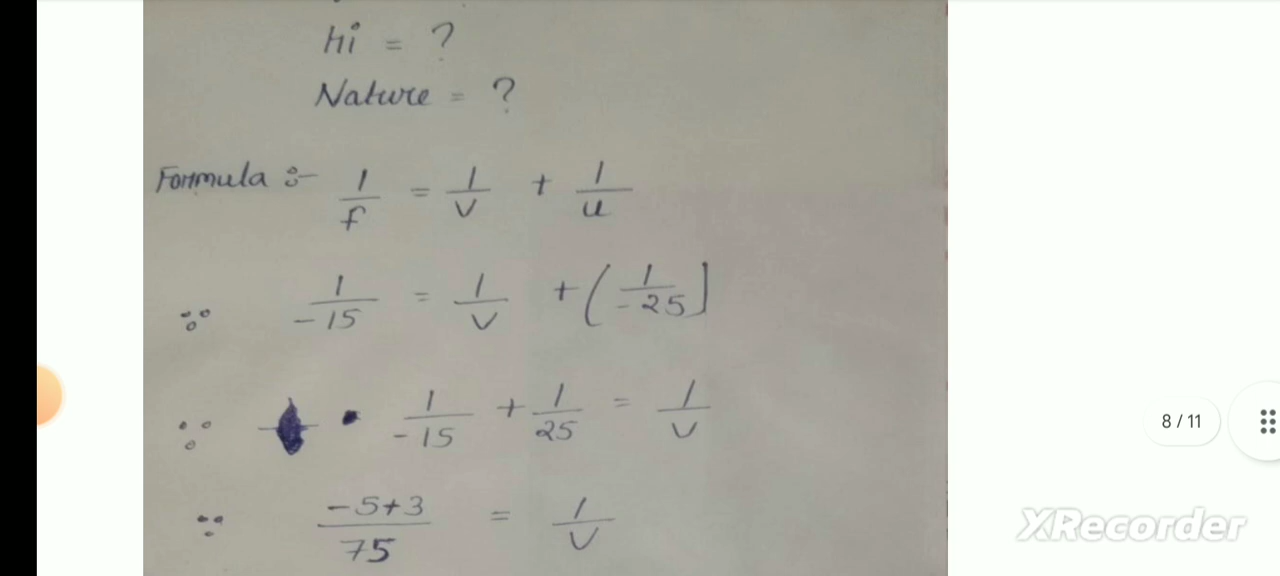 hi = ?
Nature = ?
Formula :- 1/f = 1/v + 1/u
∵ 1/-15 = 1/v + (1/-25)
∵ 1/-15 + 1/25 = 1/v
∵ -5+3/75 = 1/v
8 / 11
XRecorder